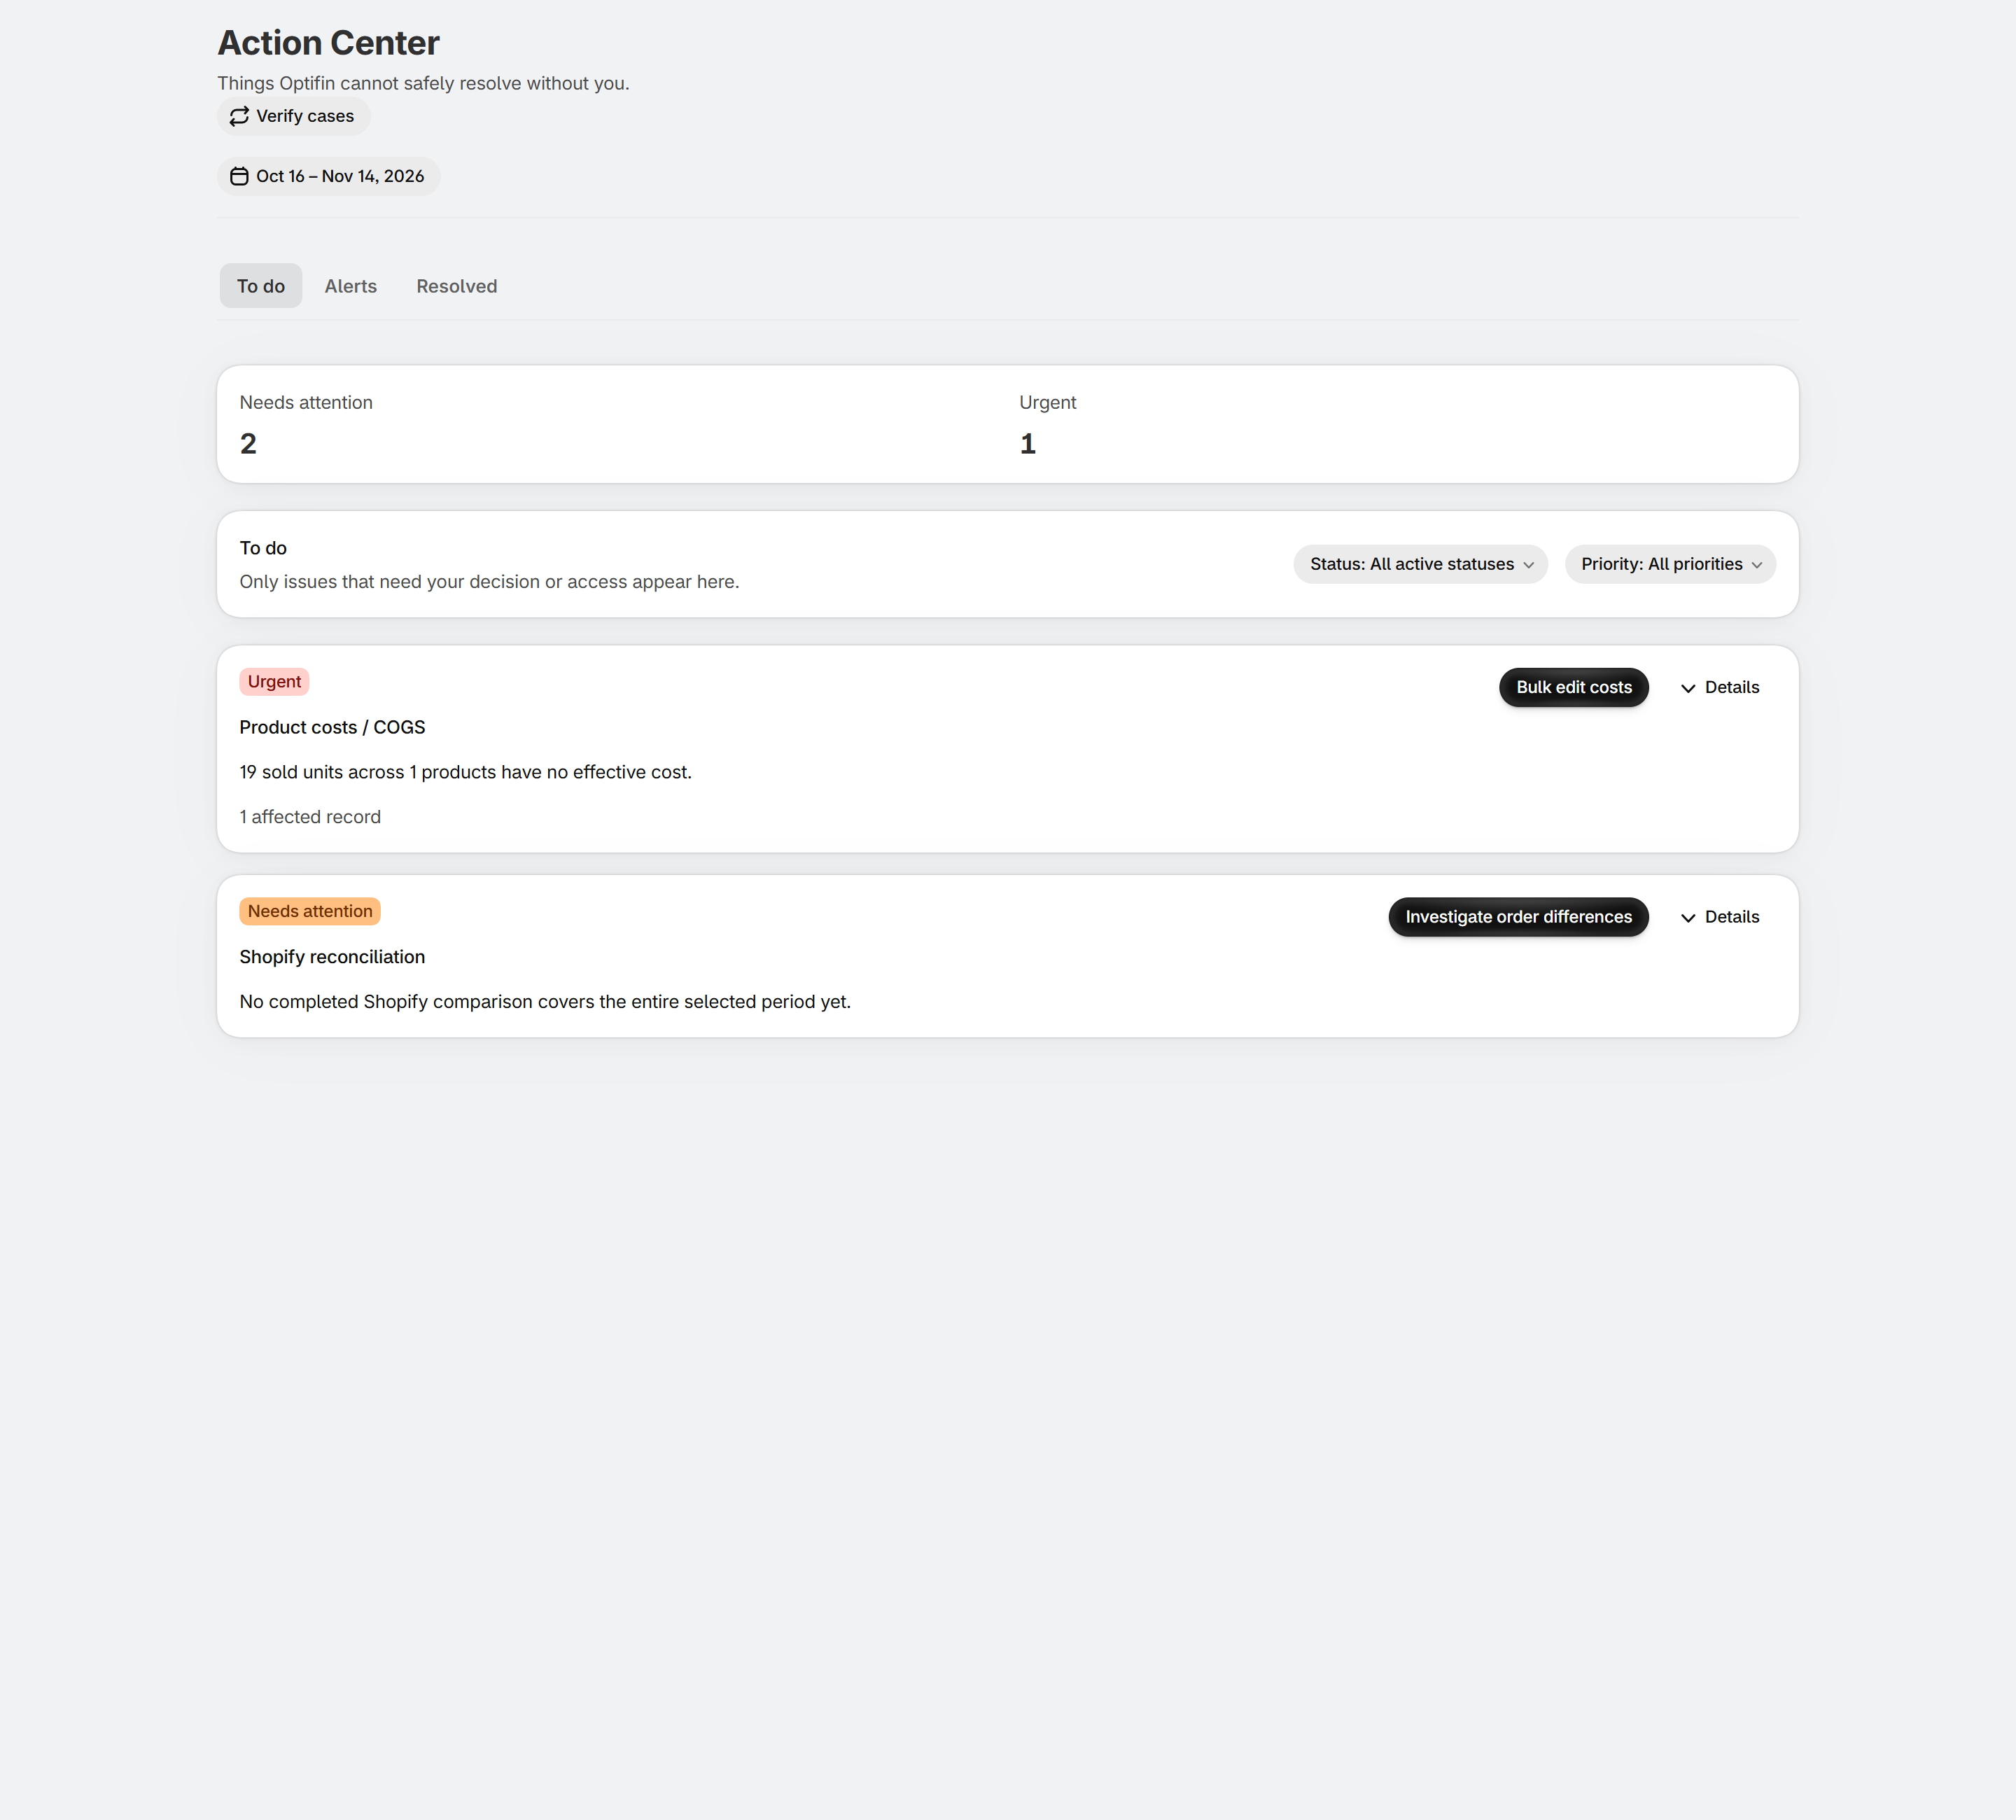 Action Center
Things Optifin cannot safely resolve without you.
Verify cases
Oct 16 – Nov 14, 2026
To do
Alerts
Resolved
Needs attention
2
Urgent
1
To do
Only issues that need your decision or access appear here.
Status: All active statuses
Priority: All priorities
Urgent
Bulk edit costs
Details
Product costs / COGS
19 sold units across 1 products have no effective cost.
1 affected record
Needs attention
Investigate order differences
Details
Shopify reconciliation
No completed Shopify comparison covers the entire selected period yet.